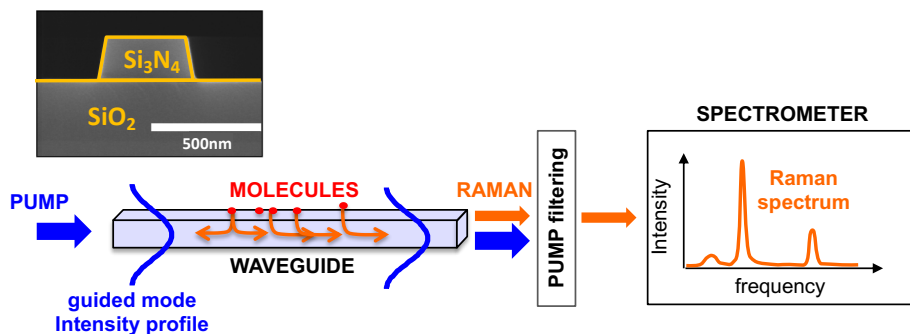 Si₃N₄
SiO₂
500nm
PUMP
MOLECULES
WAVEGUIDE
guided mode
Intensity profile
RAMAN
PUMP filtering
SPECTROMETER
Intensity
Raman
spectrum
frequency